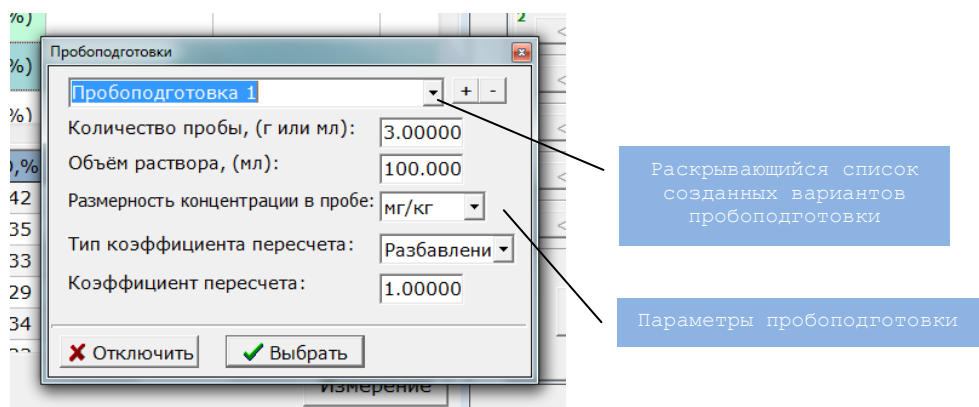 %)
2
Пробоподготовки
%)
Пробоподготовка 1
+ -
%)
Количество пробы, (г или мл):
3.00000
Объём раствора, (мл):
100.000
),%
Размерность концентрации в пробе:
мг/кг
42
35
Тип коэффициента пересчета:
Разбавлени
33
Коэффициент пересчета:
1.00000
29
34
Отключить
Выбрать
Измерение
Раскрывающийся список
созданных вариантов
пробоподготовки
Параметры пробоподготовки